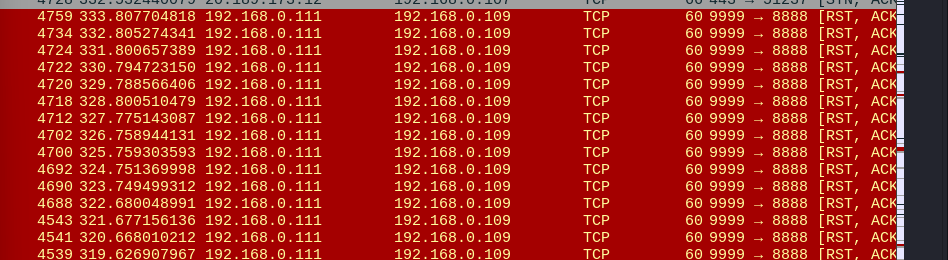 4759 333.807704818 192.168.0.111 192.168.0.109 TCP 60 9999 → 8888 [RST, ACK
4734 332.805274341 192.168.0.111 192.168.0.109 TCP 60 9999 → 8888 [RST, ACK
4724 331.800657389 192.168.0.111 192.168.0.109 TCP 60 9999 → 8888 [RST, ACK
4722 330.794723150 192.168.0.111 192.168.0.109 TCP 60 9999 → 8888 [RST, ACK
4720 329.788566406 192.168.0.111 192.168.0.109 TCP 60 9999 → 8888 [RST, ACK
4718 328.800510479 192.168.0.111 192.168.0.109 TCP 60 9999 → 8888 [RST, ACK
4712 327.775143087 192.168.0.111 192.168.0.109 TCP 60 9999 → 8888 [RST, ACK
4702 326.758944131 192.168.0.111 192.168.0.109 TCP 60 9999 → 8888 [RST, ACK
4700 325.759303593 192.168.0.111 192.168.0.109 TCP 60 9999 → 8888 [RST, ACK
4692 324.751369998 192.168.0.111 192.168.0.109 TCP 60 9999 → 8888 [RST, ACK
4690 323.749499312 192.168.0.111 192.168.0.109 TCP 60 9999 → 8888 [RST, ACK
4688 322.680048991 192.168.0.111 192.168.0.109 TCP 60 9999 → 8888 [RST, ACK
4543 321.677156136 192.168.0.111 192.168.0.109 TCP 60 9999 → 8888 [RST, ACK
4541 320.668010212 192.168.0.111 192.168.0.109 TCP 60 9999 → 8888 [RST, ACK
4539 319.626907967 192.168.0.111 192.168.0.109 TCP 60 9999 → 8888 [RST, ACK